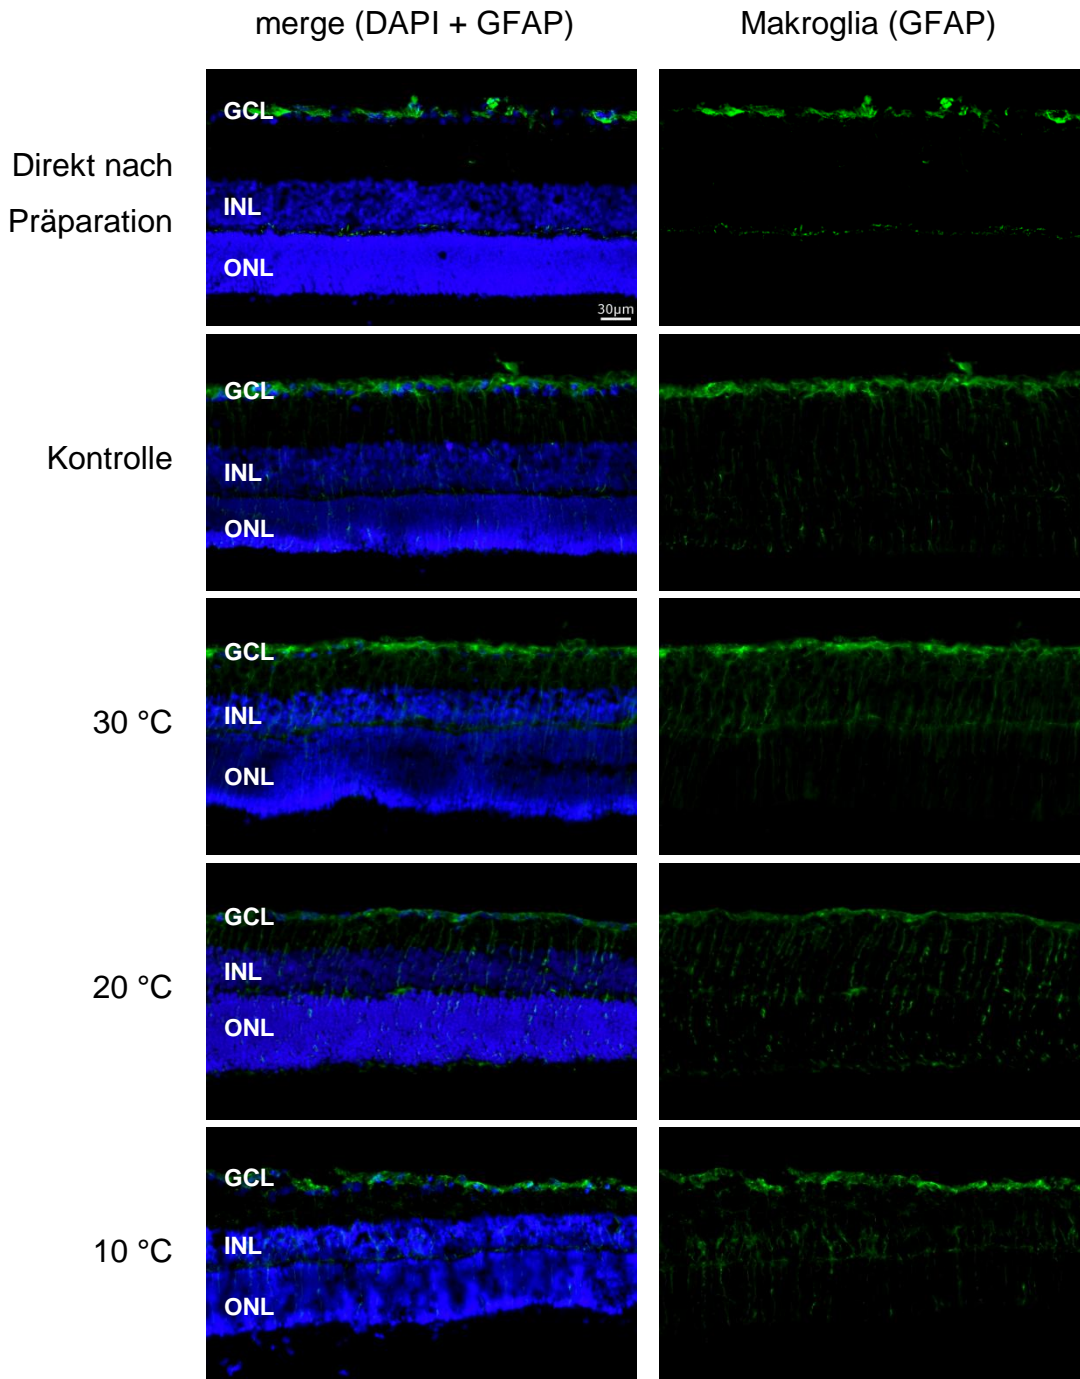 merge (DAPI + GFAP)
Makroglia (GFAP)
Direkt nach
Präparation
GCL
INL
ONL
30µm
Kontrolle
GCL
INL
ONL
30 °C
GCL
INL
ONL
20 °C
GCL
INL
ONL
10 °C
GCL
INL
ONL